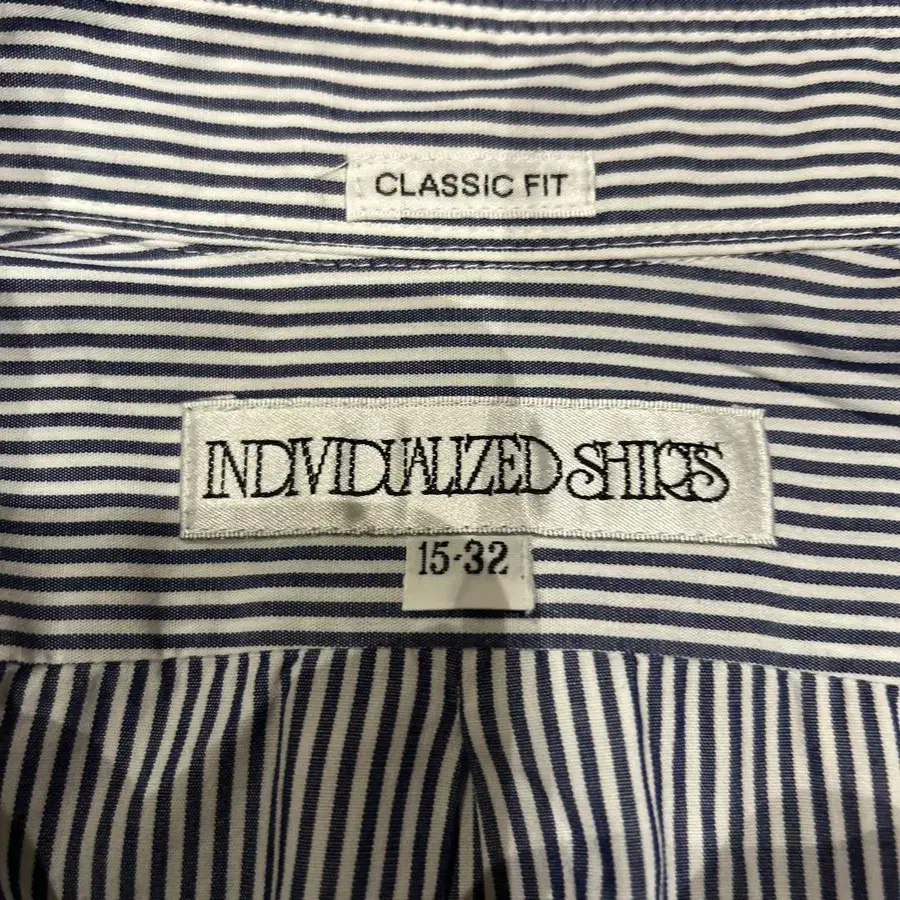 CLASSIC FIT
INDIVIDUALIZED SHIRTS
15-32